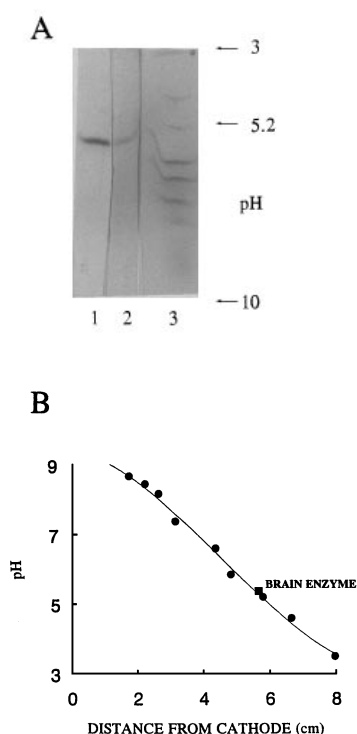 A
← 3
← 5.2
pH
← 10
1 2 3
B
9
7
5
3
pH
BRAIN ENZYME
0 2 4 6 8
DISTANCE FROM CATHODE (cm)